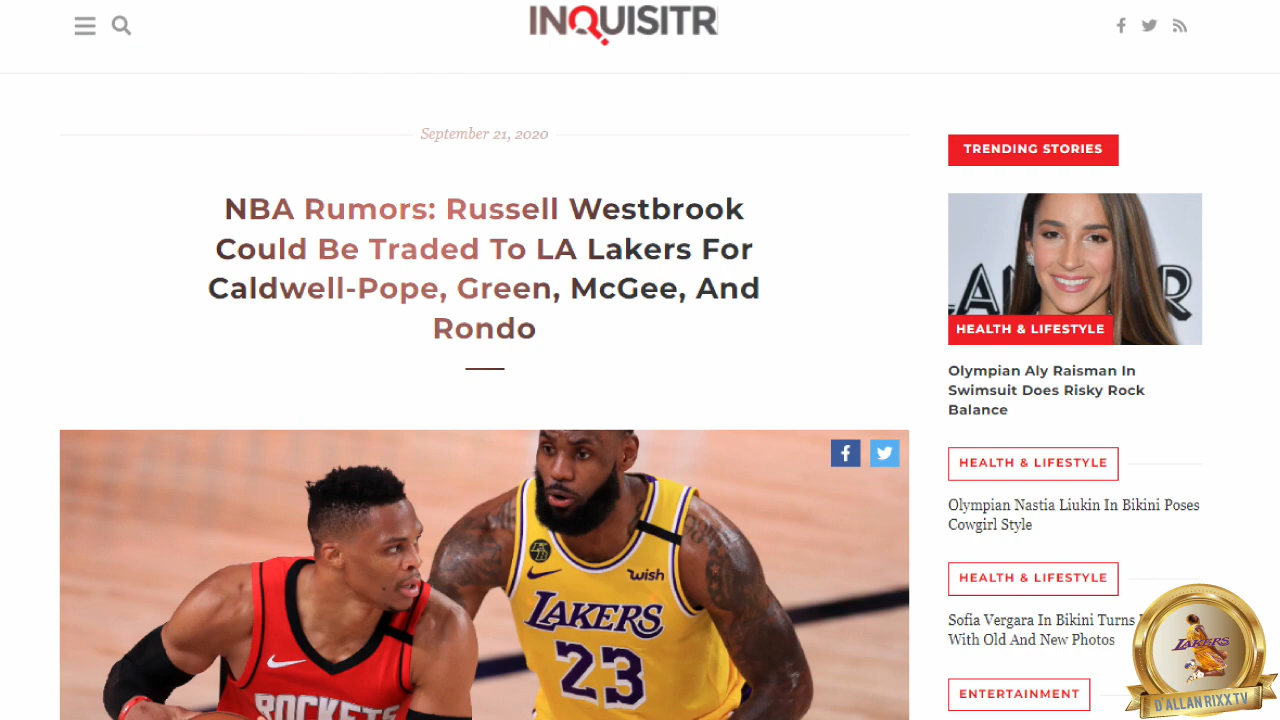 INQUISITR
September 21, 2020
NBA Rumors: Russell Westbrook
Could Be Traded To LA Lakers For
Caldwell-Pope, Green, McGee, And
Rondo
wish
LAKERS
23
ROCKETS
TRENDING STORIES
HEALTH & LIFESTYLE
Olympian Aly Raisman In
Swimsuit Does Risky Rock
Balance
HEALTH & LIFESTYLE
Olympian Nastia Liukin In Bikini Poses
Cowgirl Style
HEALTH & LIFESTYLE
Sofia Vergara In Bikini Turns
With Old And New Photos
ENTERTAINMENT
LAKERS
D'ALLAN RIXX TV